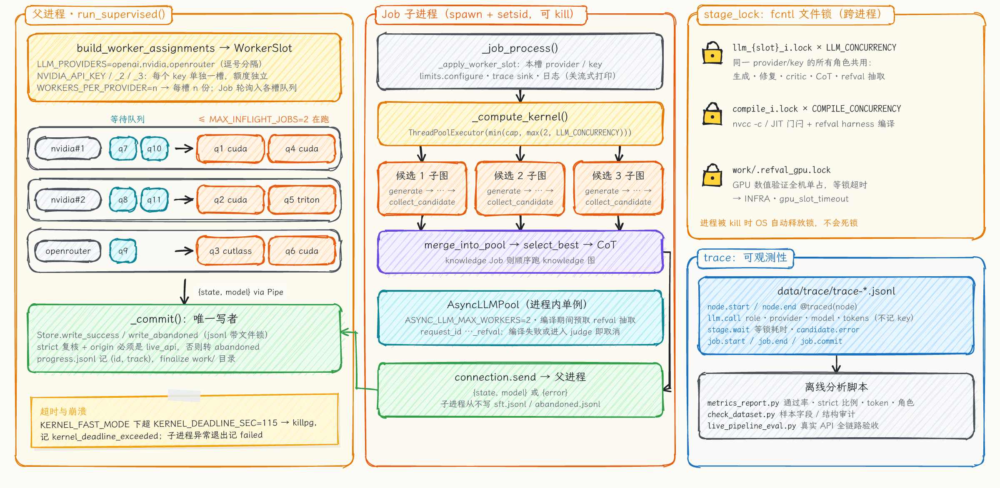 父进程・run_supervised()
build_worker_assignments → WorkerSlot
LLM_PROVIDERS=openai,nvidia,openrouter（逗号分隔）
NVIDIA_API_KEY / _2 / _3：每个 key 单独一槽，额度独立
WORKERS_PER_PROVIDER=n → 每槽 n 份；Job 轮询入各槽队列
等待队列
≤ MAX_INFLIGHT_JOBS=2 在跑
nvidia#1 q7 q10 q1 cuda q4 cuda
nvidia#2 q8 q11 q2 cuda q5 triton
openrouter q9 q3 cutlass q6 cuda
{state, model} via Pipe
_commit()：唯一写者
Store.write_success / write_abandoned（jsonl 带文件锁）
strict 复核 + origin 必须是 live_api，否则转 abandoned
progress.jsonl 记 (id, track)，finalize work/ 目录
超时与崩溃
KERNEL_FAST_MODE 下超 KERNEL_DEADLINE_SEC=115 → killpg，
记 kernel_deadline_exceeded；子进程异常退出记 failed
Job 子进程（spawn + setsid，可 kill）
_job_process()
_apply_worker_slot：本槽 provider / key
limits.configure・trace sink・日志（关流式打印）
_compute_kernel()
ThreadPoolExecutor(min(cap, max(2, LLM_CONCURRENCY)))
候选 1 子图
generate → ⋯ →
collect_candidate
候选 2 子图
generate → ⋯ →
collect_candidate
候选 3 子图
generate → ⋯ →
collect_candidate
merge_into_pool → select_best → CoT
knowledge Job 则顺序跑 knowledge 图
AsyncLLMPool（进程内单例）
ASYNC_LLM_MAX_WORKERS=2・编译期间预取 refval 抽取
request_id ⋯_refval；编译失败或进入 judge 即取消
connection.send → 父进程
{state, model} 或 {error}
子进程从不写 sft.jsonl / abandoned.jsonl
stage_lock：fcntl 文件锁（跨进程）
llm_{slot}_i.lock × LLM_CONCURRENCY
同一 provider/key 的所有角色共用：
生成・修复・critic・CoT・refval 抽取
compile_i.lock × COMPILE_CONCURRENCY
nvcc -c / JIT 门闩 + refval harness 编译
work/.refval_gpu.lock
GPU 数值验证全机单占，等锁超时
→ INFRA・gpu_slot_timeout
进程被 kill 时 OS 自动释放锁，不会死锁
trace：可观测性
data/trace/trace-*.jsonl
node.start / node.end @traced(node)
llm.call role・provider・model・tokens（不记 key）
stage.wait 等锁耗时・candidate.error
job.start / job.end / job.commit
离线分析脚本
metrics_report.py 通过率・strict 比例・token・角色
check_dataset.py 样本字段 / 结构审计
live_pipeline_eval.py 真实 API 全链路验收